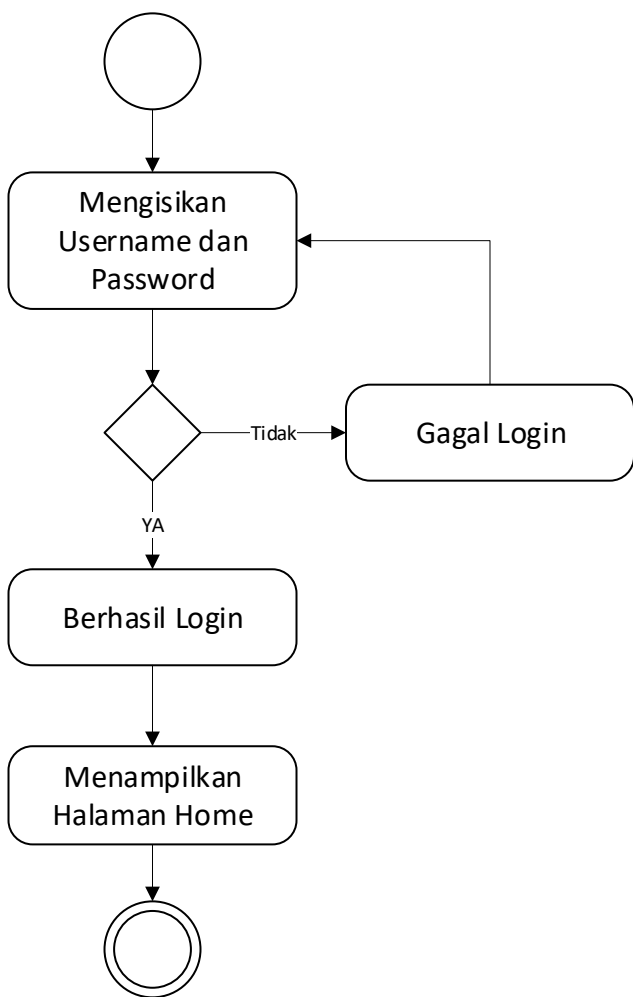 Mengisikan
Username dan
Password
Tidak
Gagal Login
YA
Berhasil Login
Menampilkan
Halaman Home